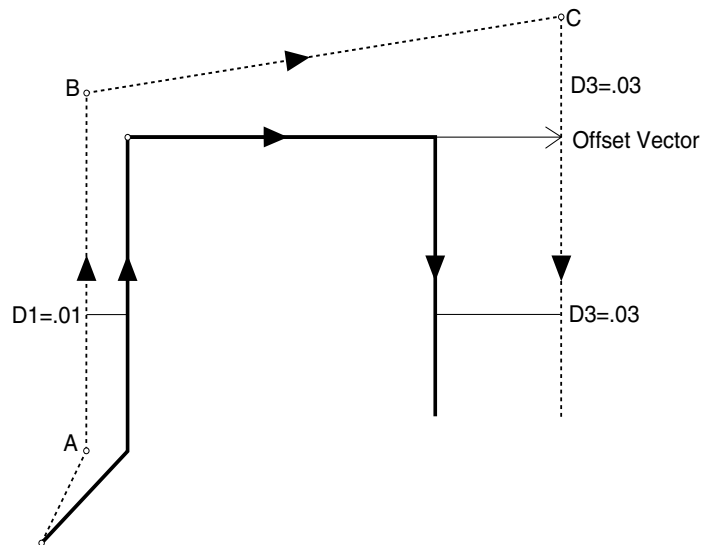 C
B
D3=.03
Offset Vector
D1=.01
D3=.03
A